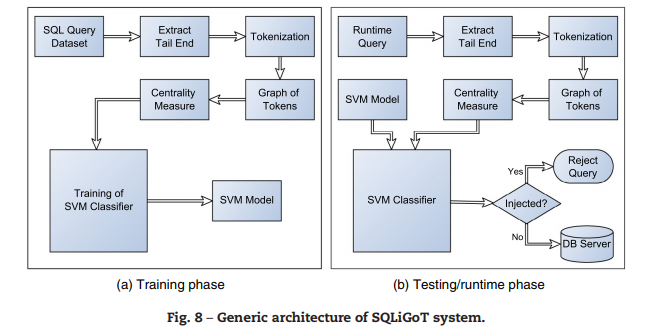 SQL Query
Dataset
Extract
Tail End
Tokenization
Centrality
Measure
Graph of
Tokens
Training of
SVM Classifier
SVM Model
(a) Training phase
Runtime
Query
Extract
Tail End
Tokenization
SVM Model
Centrality
Measure
Graph of
Tokens
SVM Classifier
Injected?
Yes
Reject
Query
No
DB Server
(b) Testing/runtime phase
Fig. 8 – Generic architecture of SQLiGoT system.